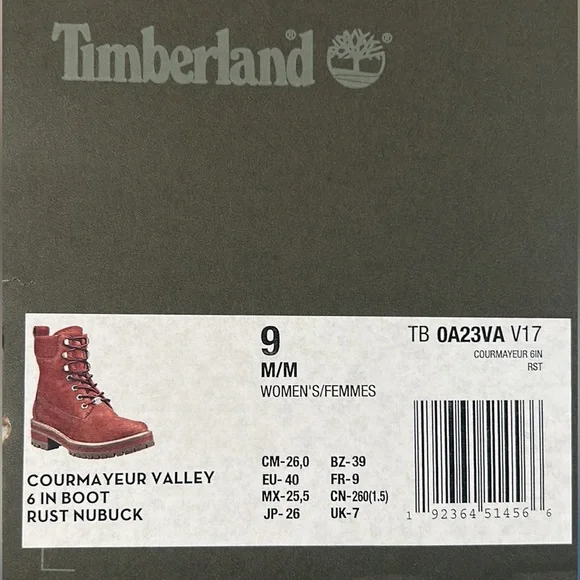 Timberland® ®
9
M/M
WOMEN'S/FEMMES
TB 0A23VA V17
COURMAYEUR 6IN
RST
COURMAYEUR VALLEY
6 IN BOOT
RUST NUBUCK
CM-26,0 BZ-39
EU- 40 FR-9
MX-25,5 CN-260(1.5)
JP- 26 UK-7
1 92364 51456 6